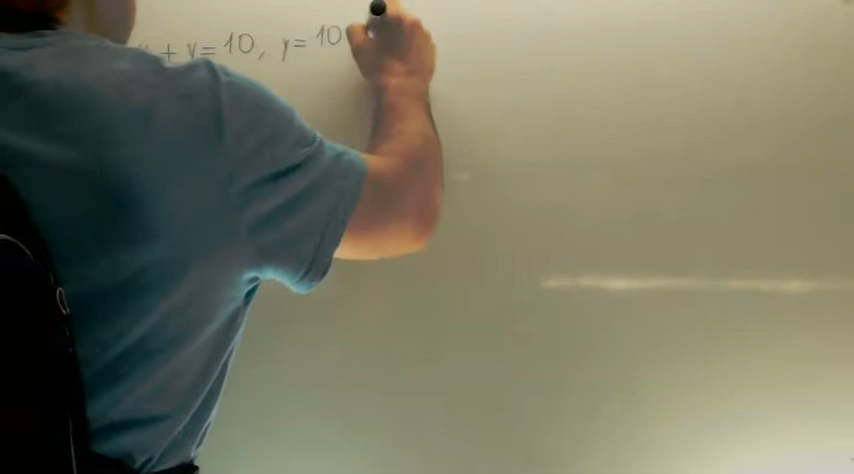 x + y = 10, y = 10